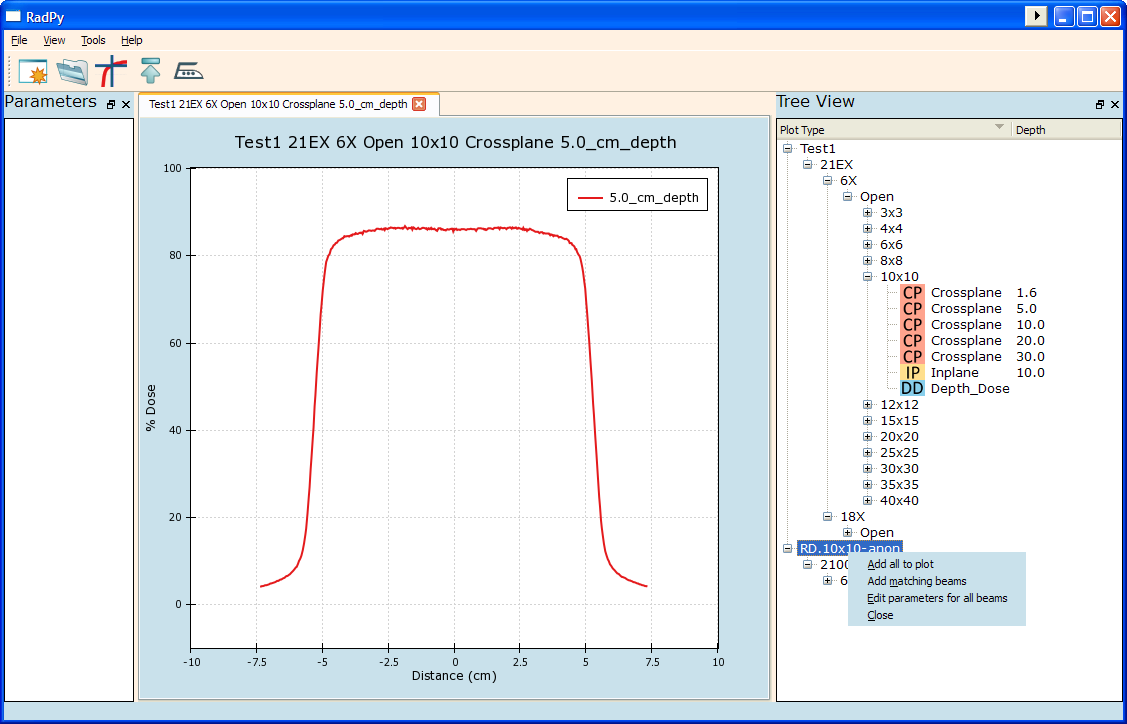 RadPy
File View Tools Help
Parameters
Test1 21EX 6X Open 10x10 Crossplane 5.0_cm_depth
Test1 21EX 6X Open 10x10 Crossplane 5.0_cm_depth
5.0_cm_depth
100
80
60
40
20
0
% Dose
-10 -7.5 -5 -2.5 0 2.5 5 7.5 10
Distance (cm)
Tree View
Plot Type Depth
Test1
21EX
6X
Open
3x3
4x4
6x6
8x8
10x10
CP Crossplane 1.6
CP Crossplane 5.0
CP Crossplane 10.0
CP Crossplane 20.0
CP Crossplane 30.0
IP Inplane 10.0
DD Depth_Dose
12x12
15x15
20x20
25x25
30x30
35x35
40x40
18X
Open
RD.10x10-anon
2100
6
Add all to plot
Add matching beams
Edit parameters for all beams
Close